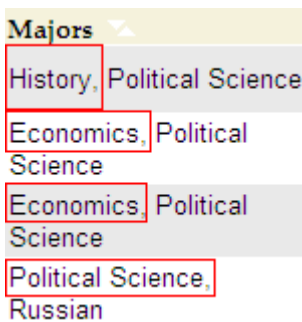 Majors
History, Political Science
Economics, Political
Science
Economics, Political
Science
Political Science,
Russian